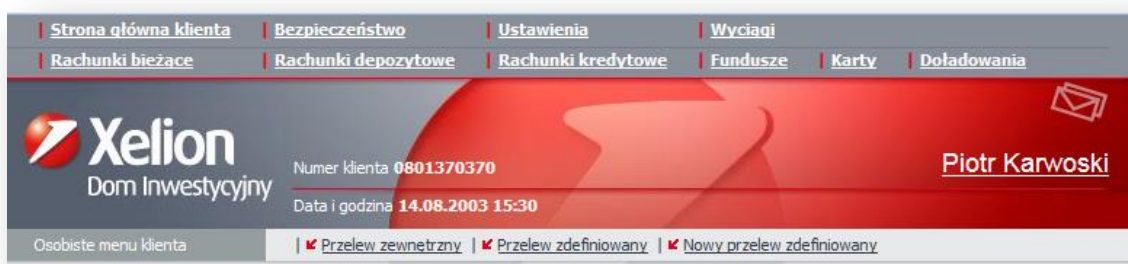 Strona główna klienta Bezpieczeństwo Ustawienia Wyciągi
Rachunki bieżące Rachunki depozytowe Rachunki kredytowe Fundusze Karty Doładowania
Xelion
Dom Inwestycyjny
Numer klienta 0801370370
Piotr Karwoski
Data i godzina 14.08.2003 15:30
Osobiste menu klienta Przelew zewnętrzny Przelew zdefiniowany Nowy przelew zdefiniowany